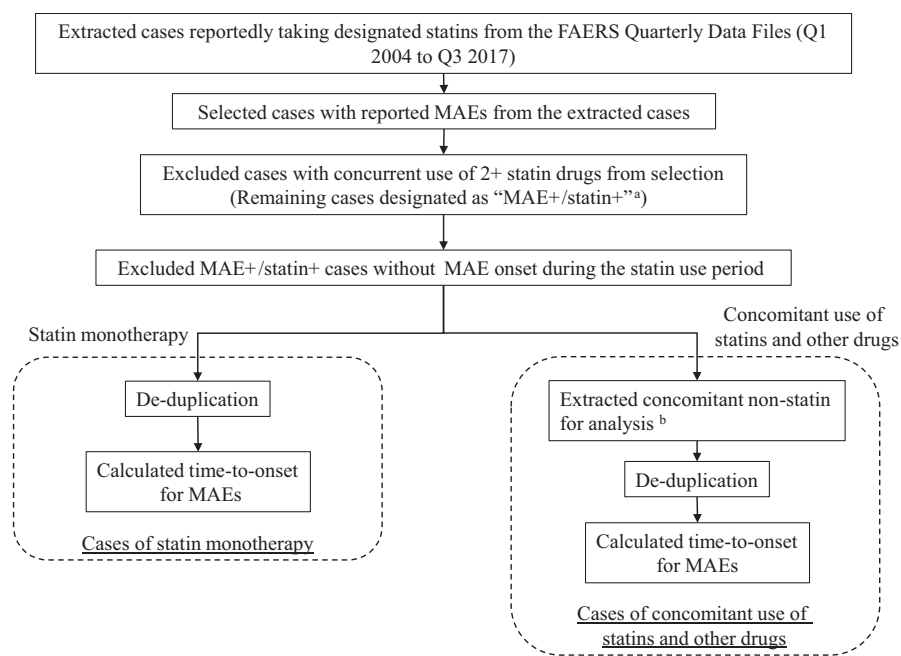 Extracted cases reportedly taking designated statins from the FAERS Quarterly Data Files (Q1
2004 to Q3 2017)
Selected cases with reported MAEs from the extracted cases
Excluded cases with concurrent use of 2+ statin drugs from selection
(Remaining cases designated as “MAE+/statin+”ᵃ)
Excluded MAE+/statin+ cases without MAE onset during the statin use period
Statin monotherapy
De-duplication
Calculated time-to-onset
for MAEs
Cases of statin monotherapy
Concomitant use of
statins and other drugs
Extracted concomitant non-statin
for analysis ᵇ
De-duplication
Calculated time-to-onset
for MAEs
Cases of concomitant use of
statins and other drugs